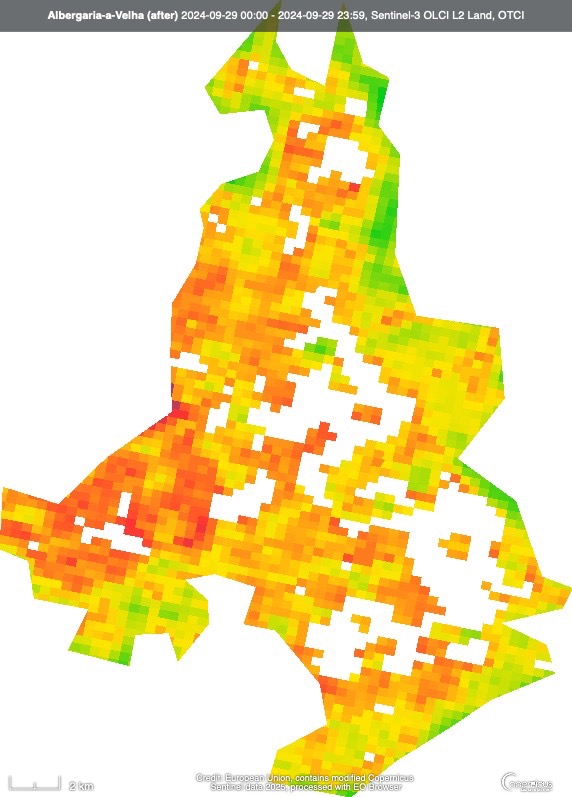 Albergaria-a-Velha (after) 2024-09-29 00:00 - 2024-09-29 23:59, Sentinel-3 OLCI L2 Land, OTCI
2 km
Credit: European Union, contains modified Copernicus
Sentinel data 2025, processed with EO Browser